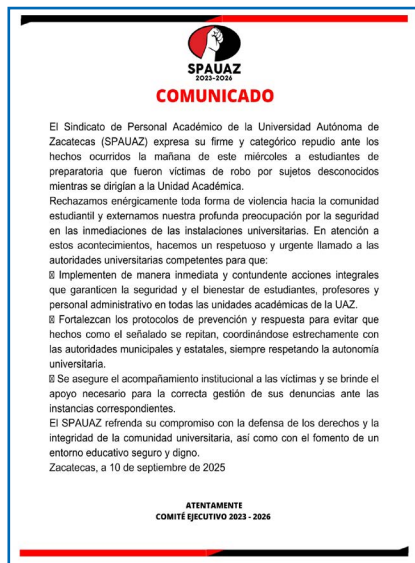 SPAUAZ
2023-2026
COMUNICADO
El Sindicato de Personal Académico de la Universidad Autónoma de
Zacatecas (SPAUAZ) expresa su firme y categórico repudio ante los
hechos ocurridos la mañana de este miércoles a estudiantes de
preparatoria que fueron víctimas de robo por sujetos desconocidos
mientras se dirigían a la Unidad Académica.
Rechazamos enérgicamente toda forma de violencia hacia la comunidad
estudiantil y externamos nuestra profunda preocupación por la seguridad
en las inmediaciones de las instalaciones universitarias. En atención a
estos acontecimientos, hacemos un respetuoso y urgente llamado a las
autoridades universitarias competentes para que:
Implementen de manera inmediata y contundente acciones integrales
que garanticen la seguridad y el bienestar de estudiantes, profesores y
personal administrativo en todas las unidades académicas de la UAZ.
Fortalezcan los protocolos de prevención y respuesta para evitar que
hechos como el señalado se repitan, coordinándose estrechamente con
las autoridades municipales y estatales, siempre respetando la autonomía
universitaria.
Se asegure el acompañamiento institucional a las víctimas y se brinde el
apoyo necesario para la correcta gestión de sus denuncias ante las
instancias correspondientes.
El SPAUAZ refrenda su compromiso con la defensa de los derechos y la
integridad de la comunidad universitaria, así como con el fomento de un
entorno educativo seguro y digno.
Zacatecas, a 10 de septiembre de 2025
ATENTAMENTE
COMITÉ EJECUTIVO 2023 - 2026